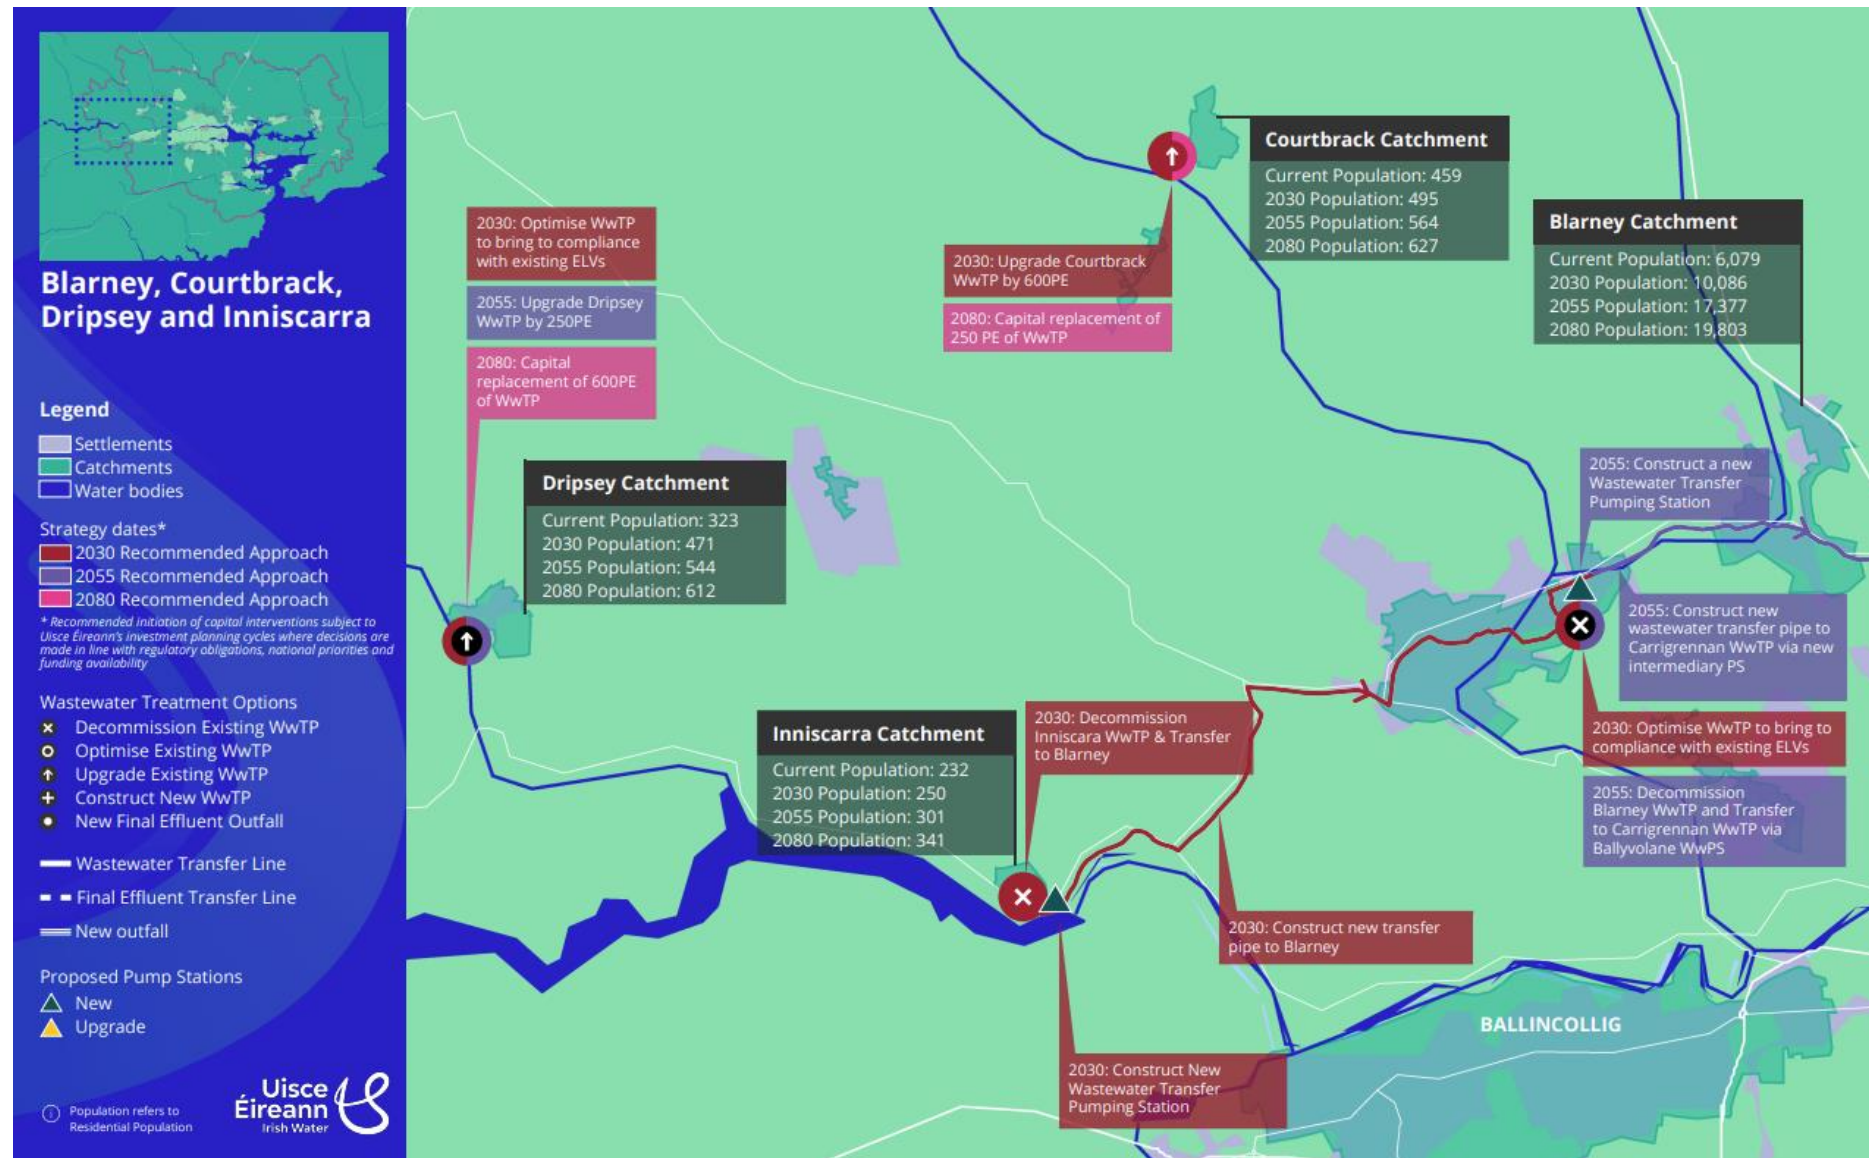 Blarney, Courtbrack,
Dripsey and Inniscarra
Legend
Settlements
Catchments
Water bodies
Strategy dates*
2030 Recommended Approach
2055 Recommended Approach
2080 Recommended Approach
* Recommended initiation of capital interventions subject to
Uisce Éireann's investment planning cycles where decisions are
made in line with regulatory obligations, national priorities and
funding availability
Wastewater Treatment Options
Decommission Existing WwTP
Optimise Existing WwTP
Upgrade Existing WwTP
Construct New WwTP
New Final Effluent Outfall
Wastewater Transfer Line
Final Effluent Transfer Line
New outfall
Proposed Pump Stations
New
Upgrade
Population refers to
Residential Population
Uisce
Éireann
Irish Water
2030: Optimise WwTP
to bring to compliance
with existing ELVs
2055: Upgrade Dripsey
WwTP by 250PE
2080: Capital
replacement of 600PE
of WwTP
Dripsey Catchment
Current Population: 323
2030 Population: 471
2055 Population: 544
2080 Population: 612
Courtbrack Catchment
Current Population: 459
2030 Population: 495
2055 Population: 564
2080 Population: 627
2030: Upgrade Courtbrack
WwTP by 600PE
2080: Capital replacement of
250 PE of WwTP
Blarney Catchment
Current Population: 6,079
2030 Population: 10,086
2055 Population: 17,377
2080 Population: 19,803
2055: Construct a new
Wastewater Transfer
Pumping Station
2055: Construct new
wastewater transfer pipe to
Carrigrennan WwTP via new
intermediary PS
2030: Optimise WwTP to bring to
compliance with existing ELVs
2055: Decommission
Blarney WwTP and Transfer
to Carrigrennan WwTP via
Ballyvolane WwPS
Inniscarra Catchment
Current Population: 232
2030 Population: 250
2055 Population: 301
2080 Population: 341
2030: Decommission
Inniscara WwTP & Transfer
to Blarney
2030: Construct new transfer
pipe to Blarney
2030: Construct New
Wastewater Transfer
Pumping Station
BALLINCOLLIG